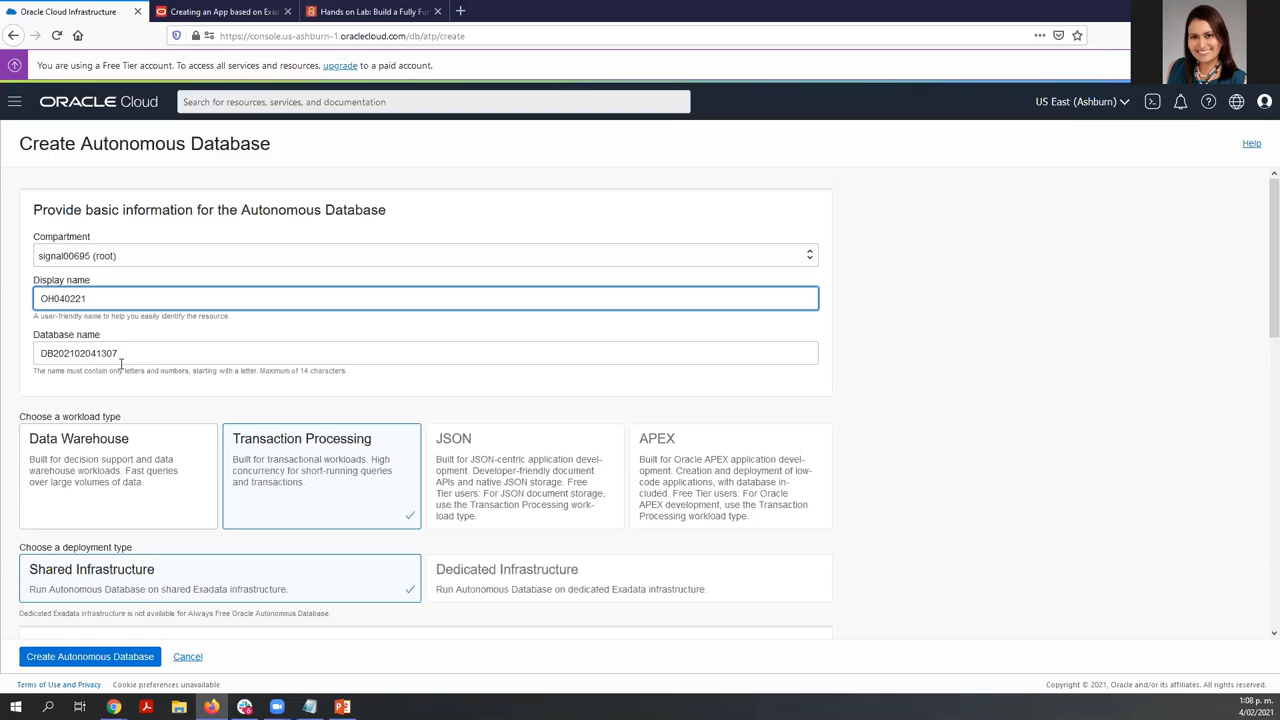 Oracle Cloud Infrastructure
Creating an App based on Exis
Hands on Lab: Build a Fully Fu
https://console.us-ashburn-1.oraclecloud.com/db/atp/create
You are using a Free Tier account. To access all services and resources, upgrade to a paid account.
ORACLE Cloud
Search for resources, services, and documentation
US East (Ashburn)
Create Autonomous Database
Help
Provide basic information for the Autonomous Database
Compartment
signal00695 (root)
Display name
OH040221
A user-friendly name to help you easily identify the resource.
Database name
DB202102041307
The name must contain only letters and numbers, starting with a letter. Maximum of 14 characters.
Choose a workload type
Data Warehouse
Built for decision support and data
warehouse workloads. Fast queries
over large volumes of data.
Transaction Processing
Built for transactional workloads. High
concurrency for short-running queries
and transactions.
JSON
Built for JSON-centric application devel-
opment. Developer-friendly document
APIs and native JSON storage. Free
Tier users: For JSON document storage,
use the Transaction Processing work-
load type.
APEX
Built for Oracle APEX application devel-
opment. Creation and deployment of low-
code applications, with database in-
cluded. Free Tier users: For Oracle
APEX development, use the Transaction
Processing workload type.
Choose a deployment type
Shared Infrastructure
Run Autonomous Database on shared Exadata infrastructure.
Dedicated Infrastructure
Run Autonomous Database on dedicated Exadata infrastructure.
Dedicated Exadata infrastructure is not available for Always Free Oracle Autonomous Database.
Create Autonomous Database
Cancel
Terms of Use and Privacy
Cookie preferences unavailable
Copyright © 2021, Oracle and/or its affiliates. All rights reserved.
1:08 p. m.
4/02/2021